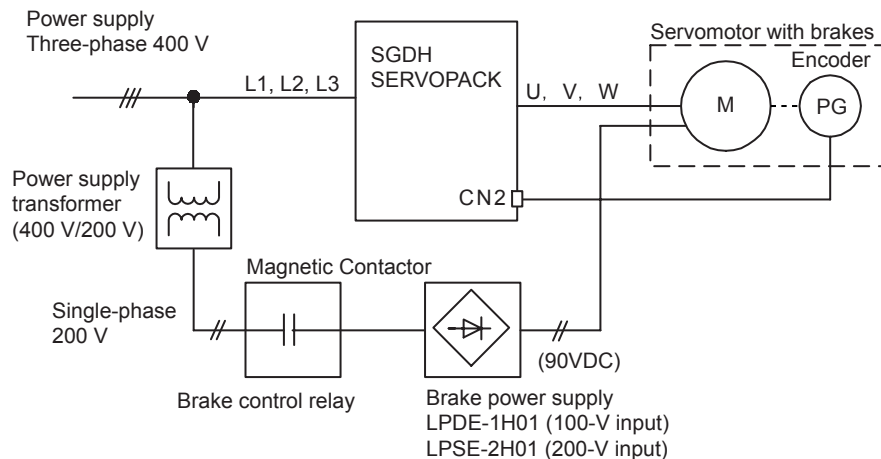 Power supply
Three-phase 400 V
SGDH
SERVOPACK
Servomotor with brakes
Encoder
L1, L2, L3
U, V, W
M
PG
CN2
Power supply
transformer
(400 V/200 V)
Magnetic Contactor
Single-phase
200 V
(90VDC)
Brake control relay
Brake power supply
LPDE-1H01 (100-V input)
LPSE-2H01 (200-V input)